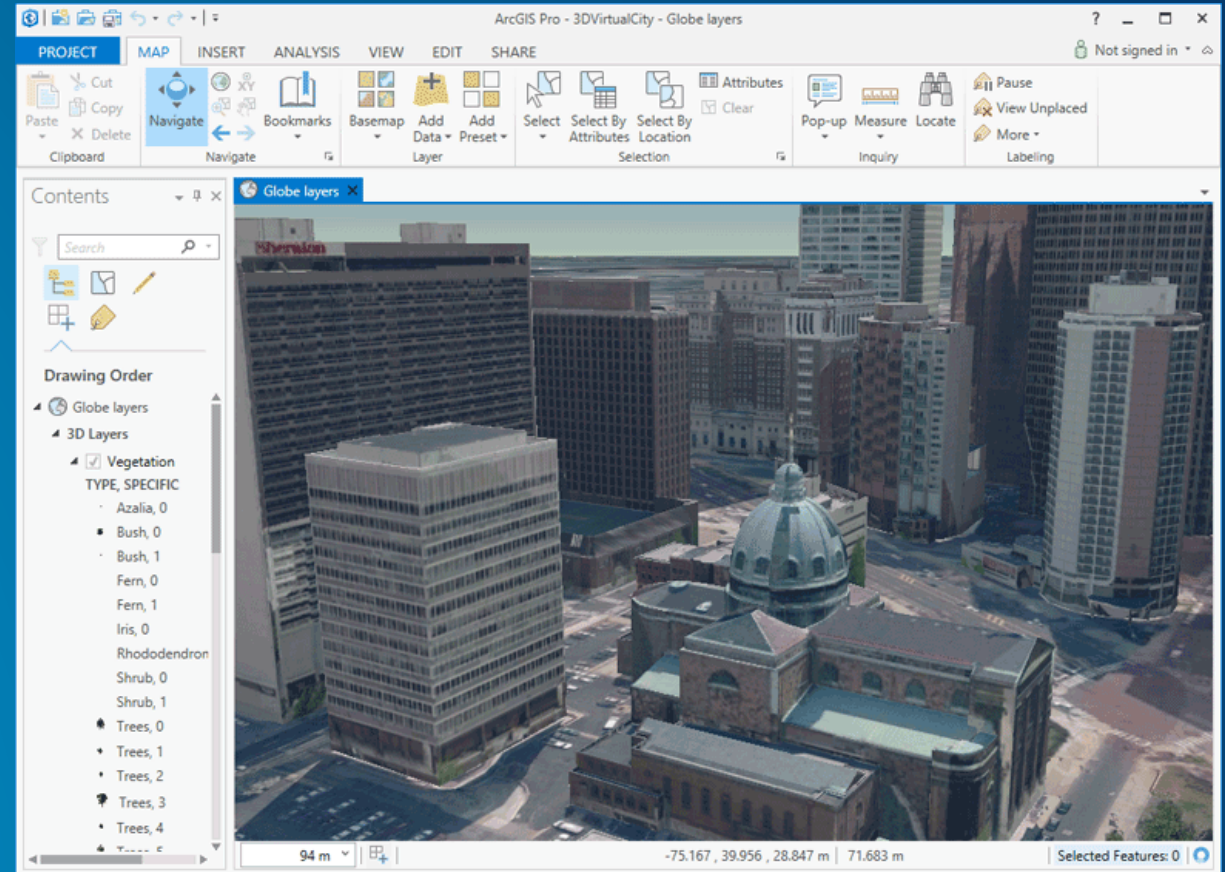 ArcGIS Pro - 3DVirtualCity - Globe layers
?
PROJECT MAP INSERT ANALYSIS VIEW EDIT SHARE
Not signed in
Paste
Cut
Copy
Delete
Clipboard
Navigate
XY
Bookmarks
Navigate
Basemap
Add Data
Add Preset
Layer
Select
Select By Attributes
Select By Location
Attributes
Clear
Selection
Pop-up
Measure
Locate
Inquiry
Pause
View Unplaced
More
Labeling
Contents
Search
Drawing Order
Globe layers
3D Layers
Vegetation
TYPE, SPECIFIC
Azalia, 0
Bush, 0
Bush, 1
Fern, 0
Fern, 1
Iris, 0
Rhododendron
Shrub, 0
Shrub, 1
Trees, 0
Trees, 1
Trees, 2
Trees, 3
Trees, 4
Globe layers
Sheraton
94 m
-75.167 , 39.956 , 28.847 m | 71.683 m
Selected Features: 0